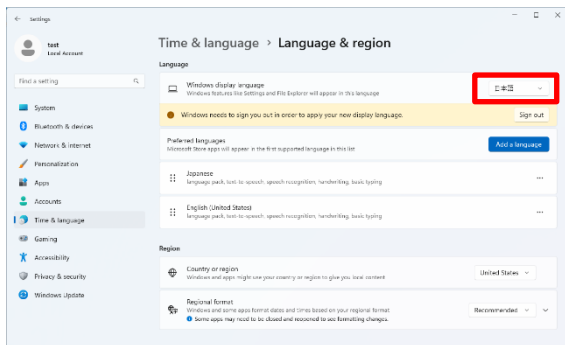 Settings
test
Local Account
Find a setting
System
Bluetooth & devices
Network & internet
Personalization
Apps
Accounts
Time & language
Gaming
Accessibility
Privacy & security
Windows Update
Time & language > Language & region
Language
Windows display language
Windows features like Settings and File Explorer will appear in this language
日本語
Windows needs to sign you out in order to apply your new display language.
Sign out
Preferred languages
Microsoft Store apps will appear in the first supported language in this list
Add a language
Japanese
language pack, text-to-speech, speech recognition, handwriting, basic typing
English (United States)
language pack, text-to-speech, speech recognition, handwriting, basic typing
Region
Country or region
Windows and apps might use your country or region to give you local content
United States
Regional format
Windows and some apps format dates and times based on your regional format
Some apps may need to be closed and reopened to see formatting changes.
Recommended